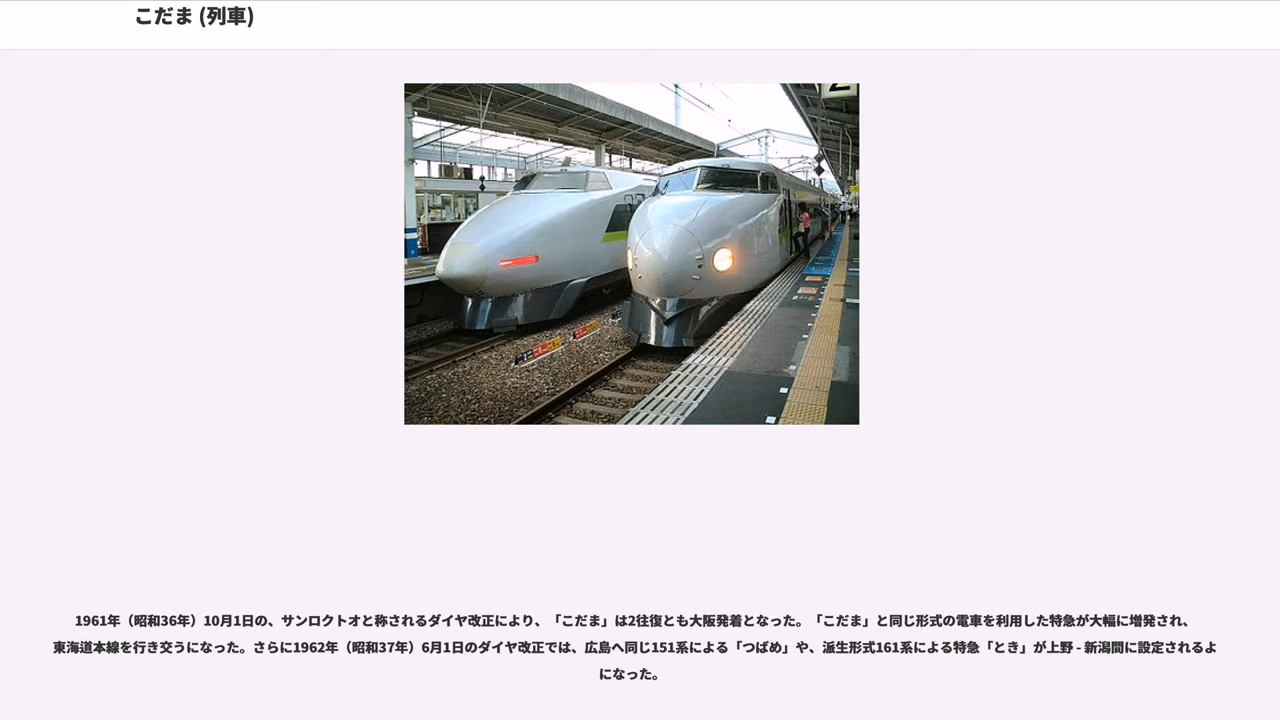 こだま (列車)
1961年（昭和36年）10月1日の、サンロクトオと称されるダイヤ改正により、「こだま」は2往復とも大阪発着となった。「こだま」と同じ形式の電車を利用した特急が大幅に増発され、
東海道本線を行き交うになった。さらに1962年（昭和37年）6月1日のダイヤ改正では、広島へ同じ151系による「つばめ」や、派生形式161系による特急「とき」が上野 - 新潟間に設定されるよ
になった。